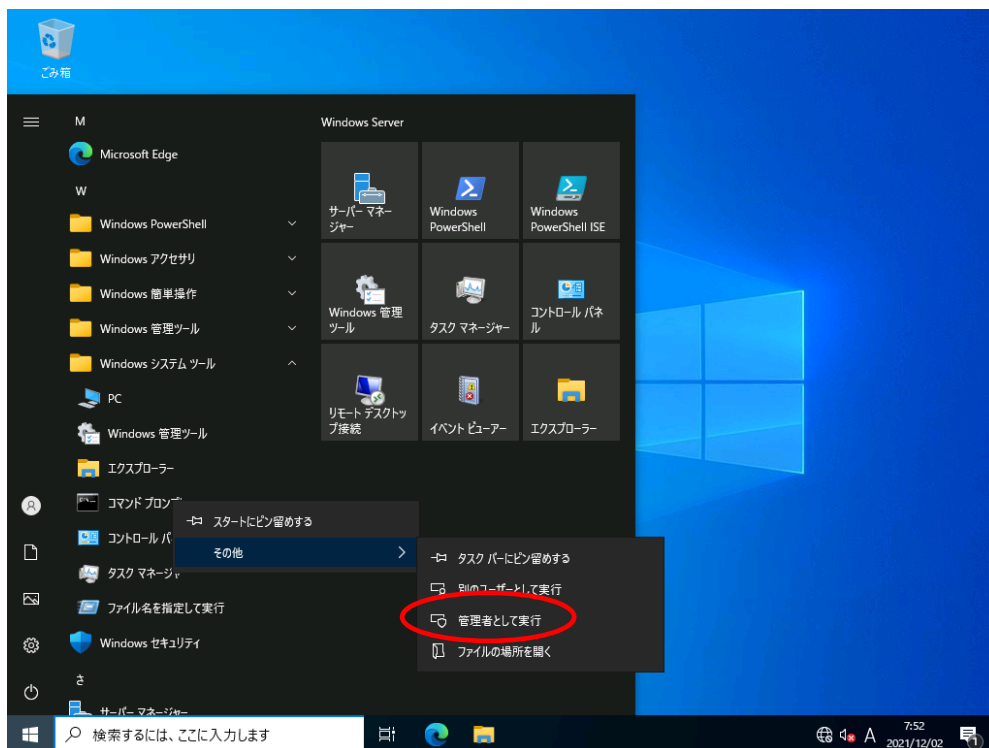 ごみ箱
M
Microsoft Edge
W
Windows PowerShell
Windows アクセサリ
Windows 簡単操作
Windows 管理ツール
Windows システム ツール
PC
Windows 管理ツール
エクスプローラー
コマンド プロンプ
コントロール パ
タスク マネージャ
ファイル名を指定して実行
Windows セキュリティ
さ
サーバー マネージャー
Windows Server
サーバー マネー
ジャー
Windows
PowerShell
Windows
PowerShell ISE
Windows 管理
ツール
タスク マネージャー
コントロール パネ
ル
リモート デスクトッ
プ接続
イベント ビューアー
エクスプローラー
スタートにピン留めする
その他
タスク バーにピン留めする
別のユーザーとして実行
管理者として実行
ファイルの場所を開く
検索するには、ここに入力します
A
7:52
2021/12/02
1